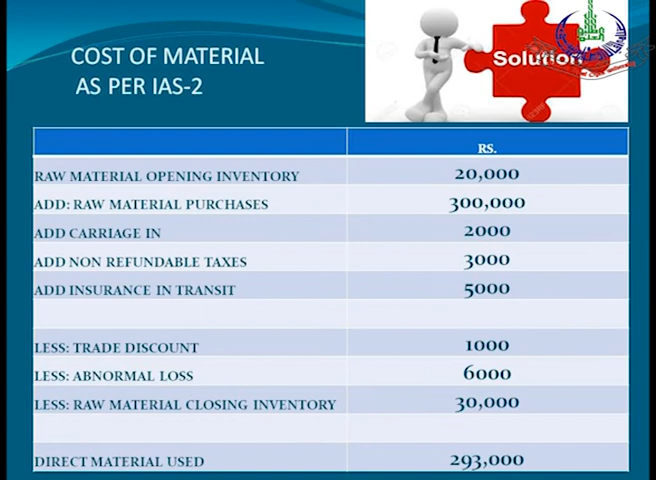 COST OF MATERIAL
AS PER IAS-2
Solution
RS.
RAW MATERIAL OPENING INVENTORY 20,000
ADD: RAW MATERIAL PURCHASES 300,000
ADD CARRIAGE IN 2000
ADD NON REFUNDABLE TAXES 3000
ADD INSURANCE IN TRANSIT 5000
LESS: TRADE DISCOUNT 1000
LESS: ABNORMAL LOSS 6000
LESS: RAW MATERIAL CLOSING INVENTORY 30,000
DIRECT MATERIAL USED 293,000